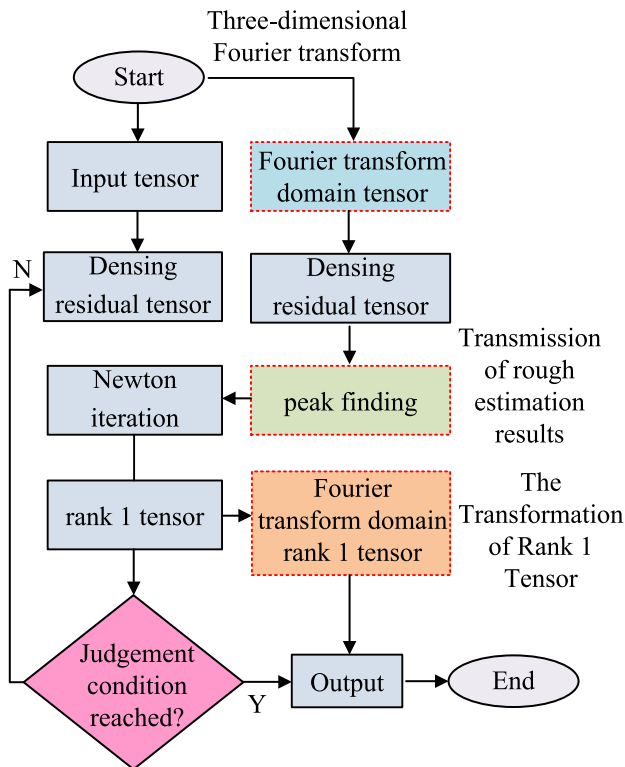 Three-dimensional
Fourier transform
Start
Input tensor
Fourier transform
domain tensor
N
Densing
residual tensor
Densing
residual tensor
Transmission
of rough
estimation
results
Newton
iteration
peak finding
rank 1 tensor
Fourier
transform domain
rank 1 tensor
The
Transformation
of Rank 1
Tensor
Judgement
condition
reached?
Y
Output
End